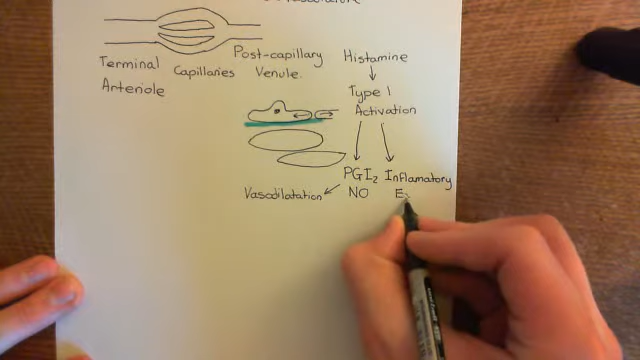 Terminal
Arteriole
Capillaries
Post-capillary
Venule.
Histamine
Type 1
Activation
PGI2 Inflamatory
NO
Vasodilatation